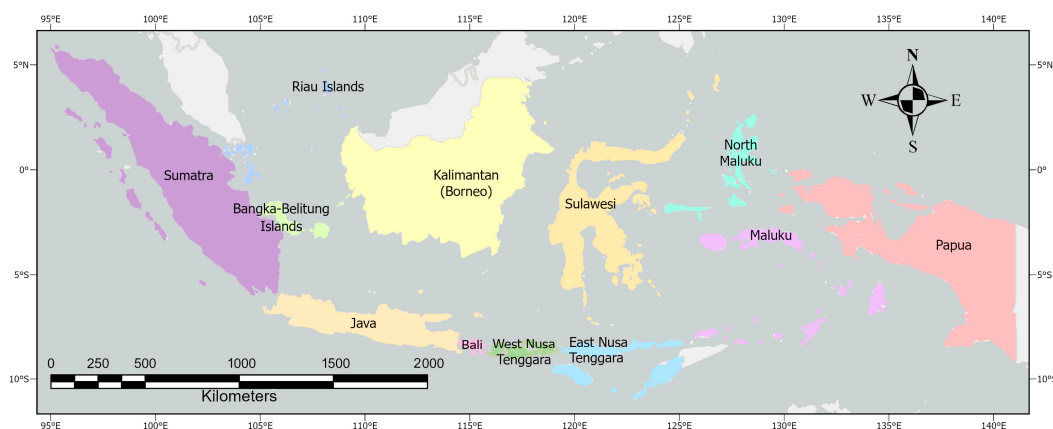 95°E 100°E 105°E 110°E 115°E 120°E 125°E 130°E 135°E 140°E
5°N 5°N
N
Riau Islands
W E
S
North
Maluku
0° 0°
Sumatra
Kalimantan
(Borneo)
Bangka-Belitung
Islands
Sulawesi
Maluku
Papua
5°S 5°S
Java
Bali
West Nusa
Tenggara
East Nusa
Tenggara
0 250 500 1000 1500 2000
Kilometers
10°S 10°S
95°E 100°E 105°E 110°E 115°E 120°E 125°E 130°E 135°E 140°E